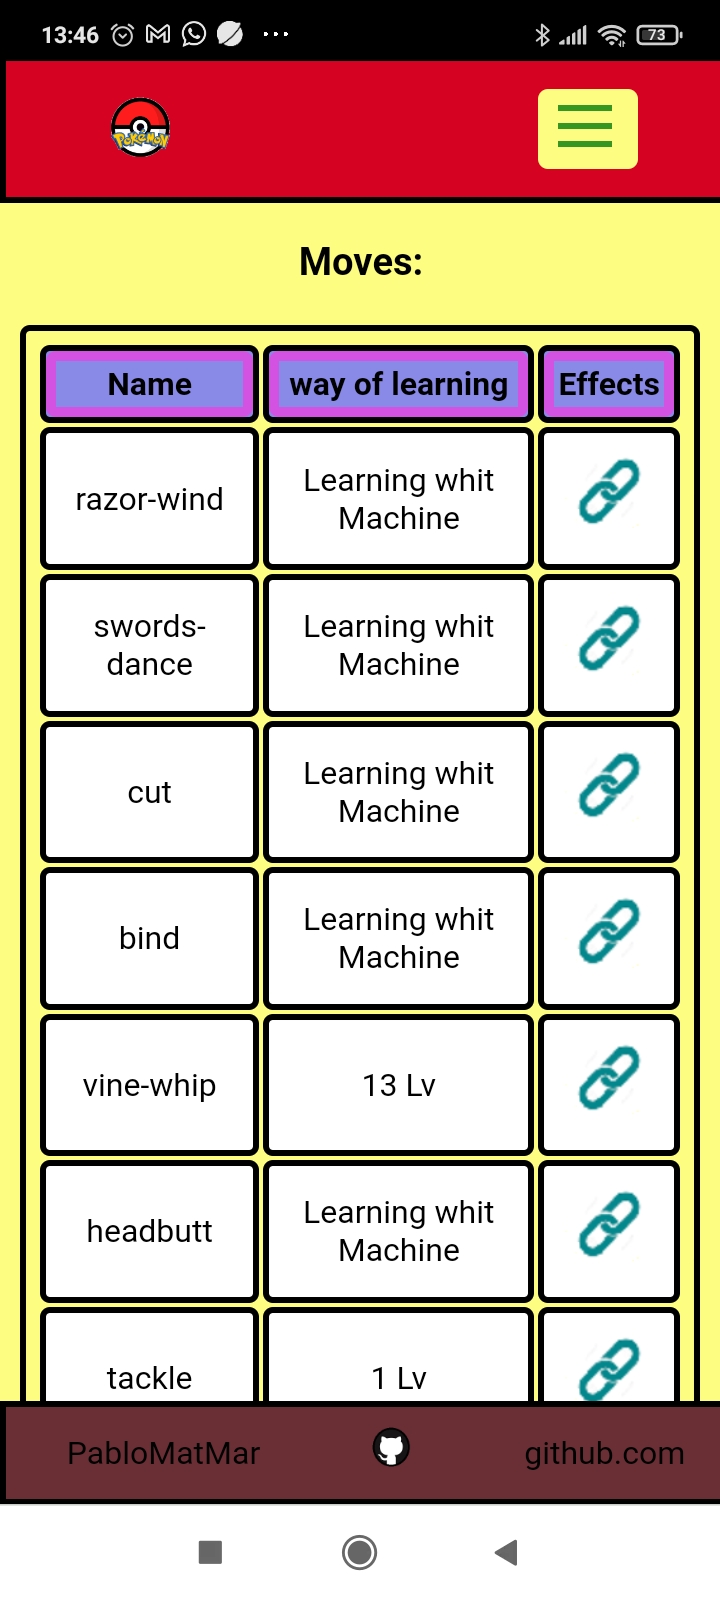 13:46
73
POKéMON
Moves:
Name
way of learning
Effects
razor-wind
Learning whit
Machine
swords-
dance
Learning whit
Machine
cut
Learning whit
Machine
bind
Learning whit
Machine
vine-whip
13 Lv
headbutt
Learning whit
Machine
tackle
1 Lv
PabloMatMar
github.com